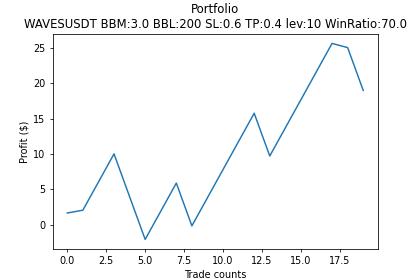 Portfolio
WAVESUSDT BBM:3.0 BBL:200 SL:0.6 TP:0.4 lev:10 WinRatio:70.0
Profit ($)
25
20
15
10
5
0
0.0 2.5 5.0 7.5 10.0 12.5 15.0 17.5
Trade counts